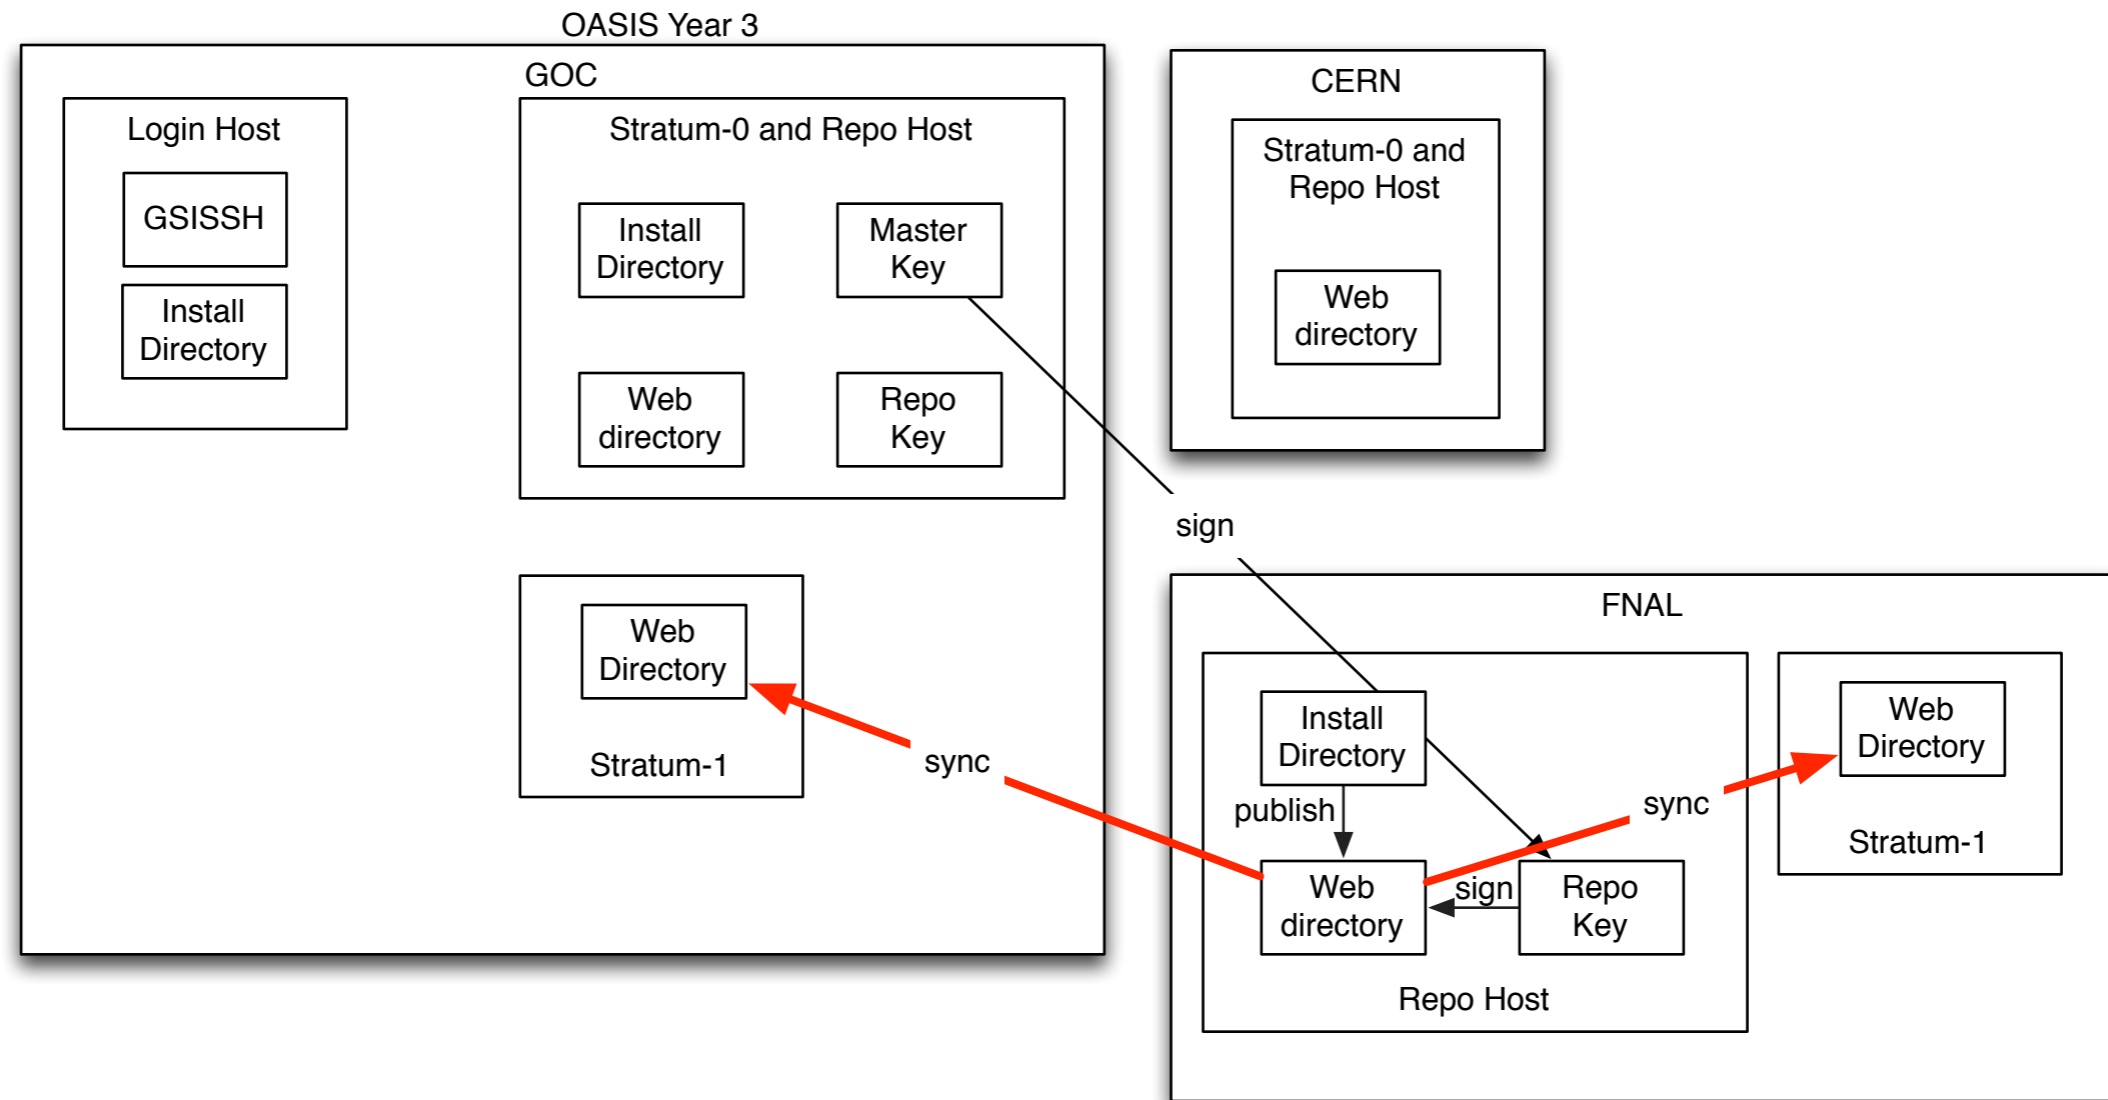 OASIS Year 3
GOC
Login Host
GSISSH
Install
Directory
Stratum-0 and Repo Host
Install
Directory
Master
Key
Web
directory
Repo
Key
sign
Web
Directory
Stratum-1
sync
CERN
Stratum-0 and
Repo Host
Web
directory
FNAL
Install
Directory
publish
Web
directory
sign
Repo
Key
Repo Host
sync
Web
Directory
Stratum-1